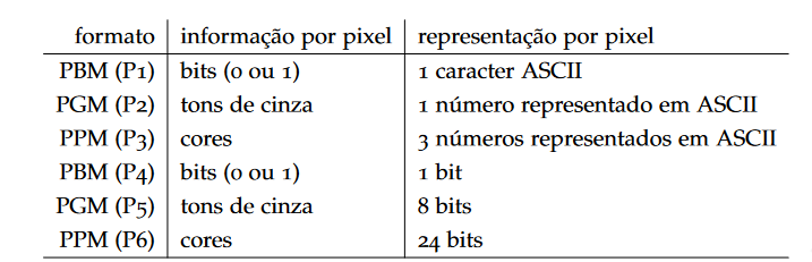 formato informação por pixel representação por pixel
PBM (P1) bits (0 ou 1) 1 caracter ASCII
PGM (P2) tons de cinza 1 número representado em ASCII
PPM (P3) cores 3 números representados em ASCII
PBM (P4) bits (0 ou 1) 1 bit
PGM (P5) tons de cinza 8 bits
PPM (P6) cores 24 bits